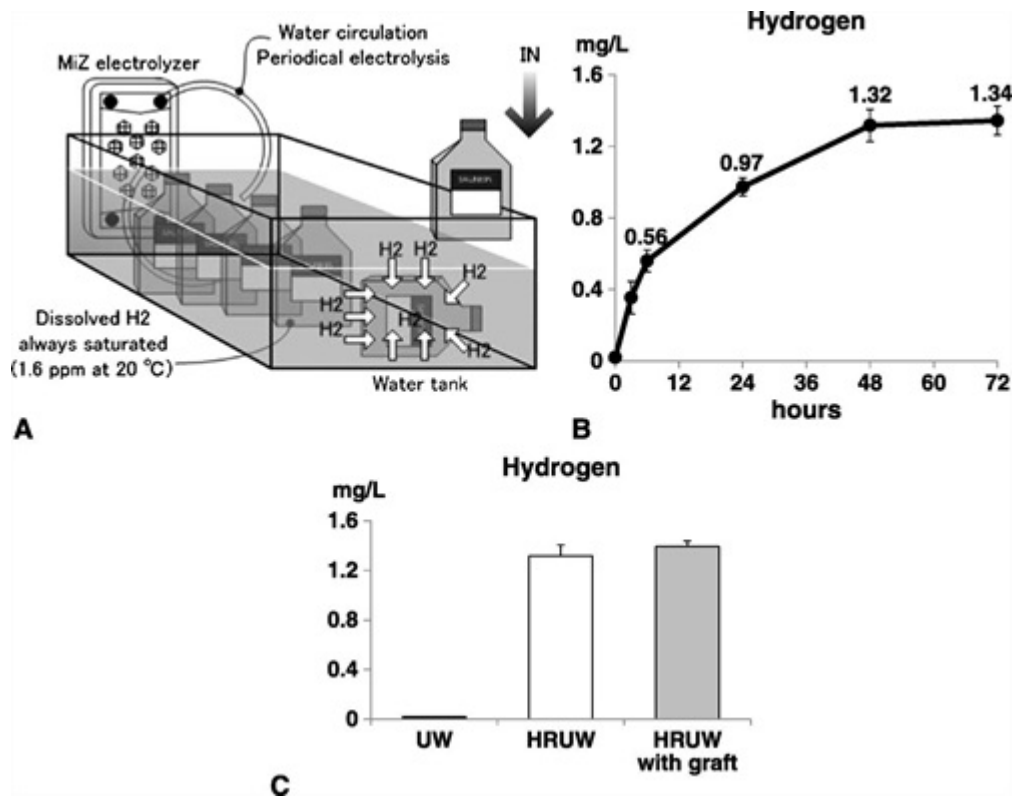 Water circulation
Periodical electrolysis
MiZ electrolyzer
IN
H2
H2
H2
H2
H2
H2
H2
H2
Dissolved H2
always saturated
(1.6 ppm at 20 °C)
Water tank
A
Hydrogen
mg/L
1.6
1.2
0.8
0.4
0
0.56
0.97
1.32
1.34
0 12 24 36 48 60 72
hours
B
Hydrogen
mg/L
1.6
1.2
0.8
0.4
0
UW HRUW HRUW
with graft
C